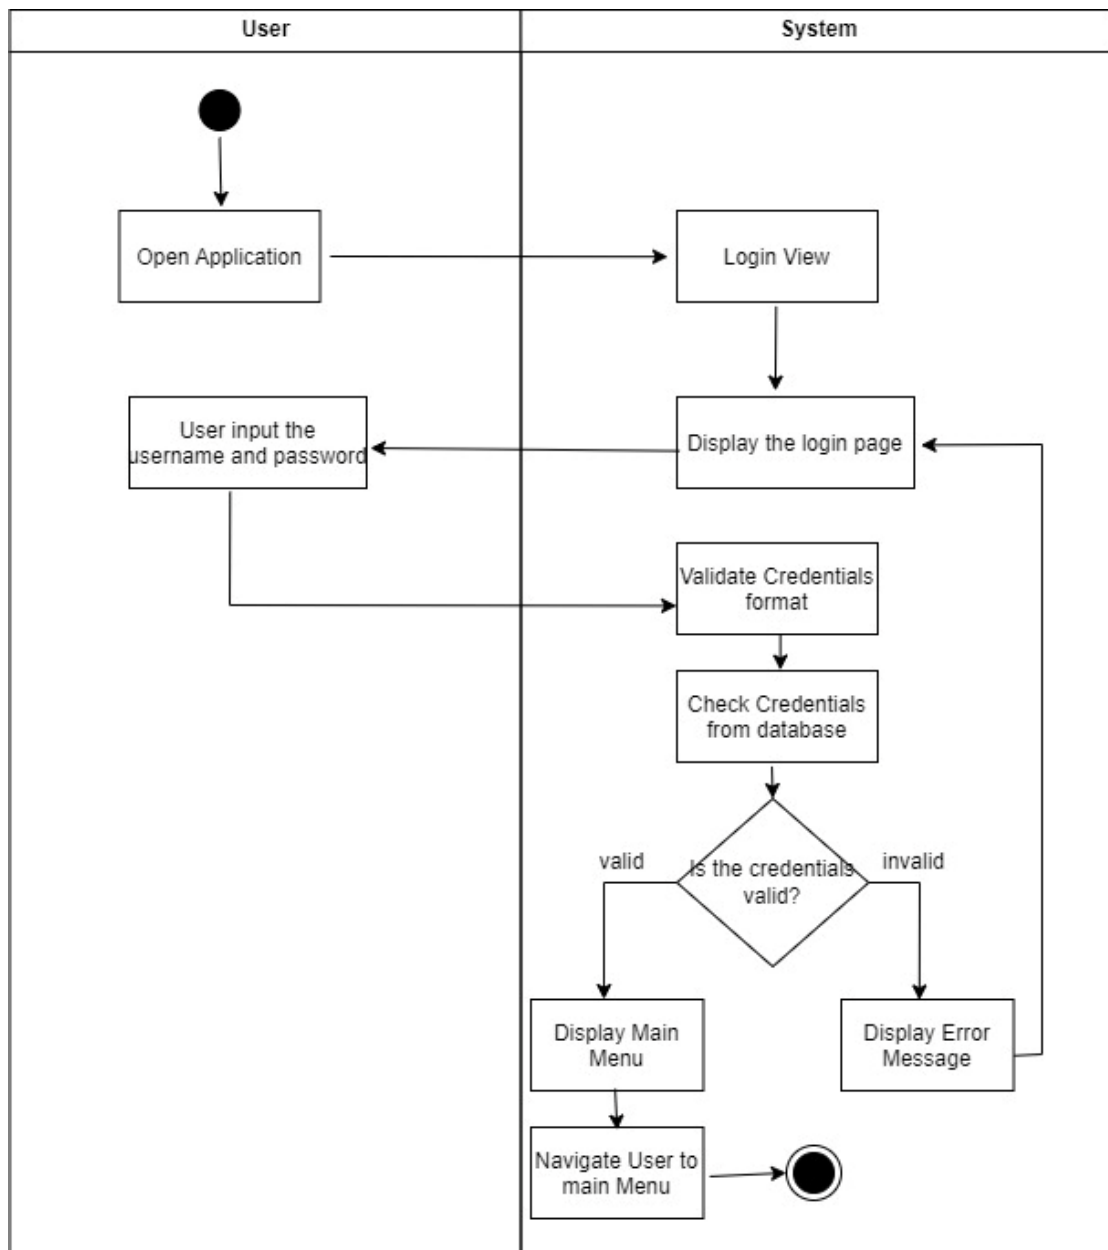 User
System
Open Application
Login View
User input the
username and password
Display the login page
Validate Credentials
format
Check Credentials
from database
valid
Is the credentials
valid?
invalid
Display Main
Menu
Display Error
Message
Navigate User to
main Menu